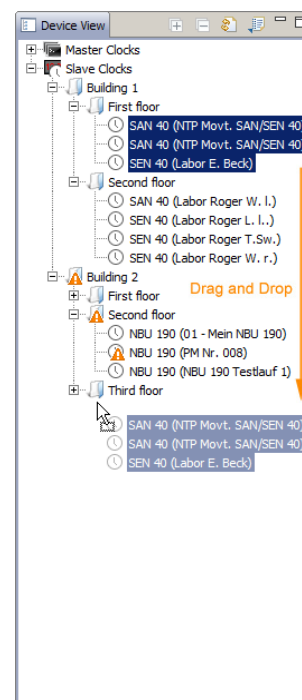 Device View
Master Clocks
Slave Clocks
Building 1
First floor
SAN 40 (NTP Movt. SAN/SEN 40)
SAN 40 (NTP Movt. SAN/SEN 40)
SEN 40 (Labor E. Beck)
Second floor
SAN 40 (Labor Roger W. l.)
SEN 40 (Labor Roger L. l..)
SEN 40 (Labor Roger T.Sw.)
SEN 40 (Labor Roger W. r.)
Building 2
First floor
Drag and Drop
Second floor
NBU 190 (01 - Mein NBU 190)
NBU 190 (PM Nr. 008)
NBU 190 (NBU 190 Testlauf 1)
Third floor
SAN 40 (NTP Movt. SAN/SEN 40)
SAN 40 (NTP Movt. SAN/SEN 40)
SEN 40 (Labor E. Beck)